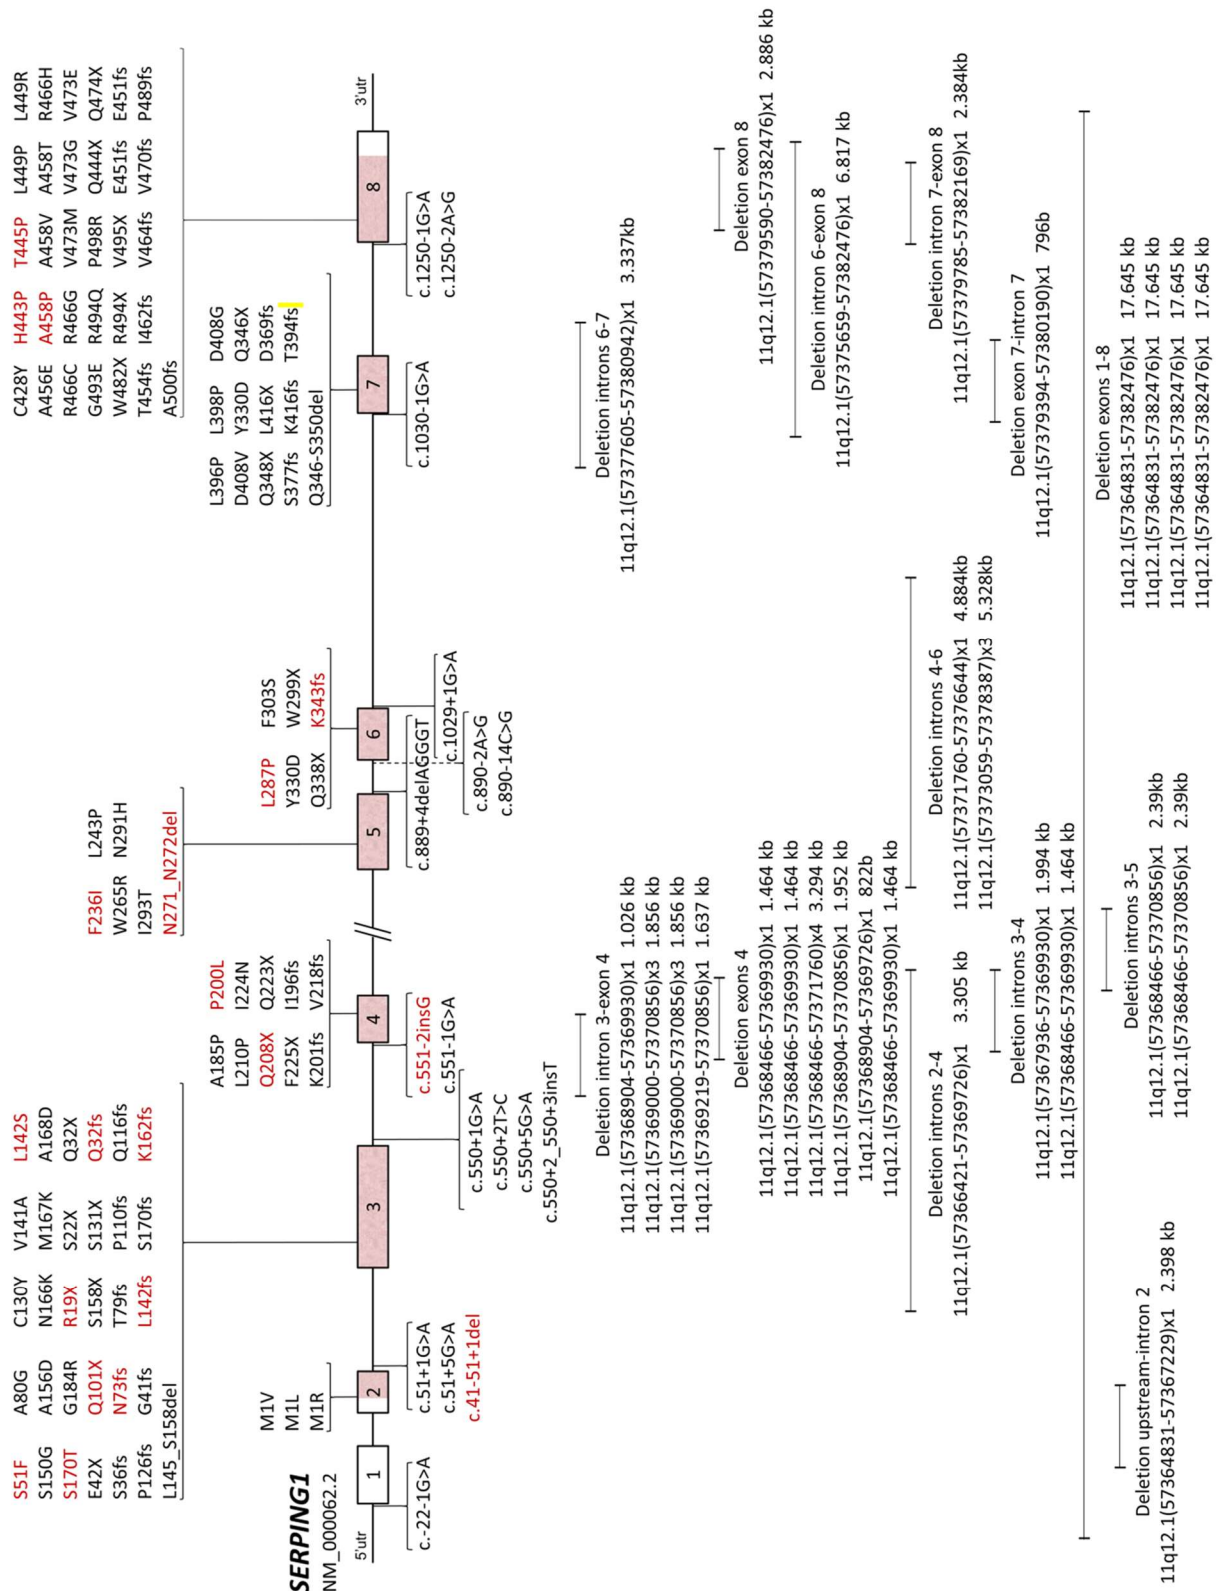 S51F A80G C130Y V141A L142S
S150G A156D N166K M167K A168D
S170T G184R R19X S22X Q32X
E42X Q101X S158X S131X Q32fs
S36fs N73fs T79fs P110fs Q116fs
P126fs G41fs L142fs S170fs K162fs
L145_S158del
A185P P200L
L210P I224N
Q208X Q223X
F225X I196fs
K201fs V218fs
F236I L243P
W265R N291H
I293T
N271_N272del
L287P F303S
Y330D W299X
Q338X K343fs
L396P L398P D408G
D408V Y330D Q346X
Q348X L416X D369fs
S377fs K416fs T394fs
Q346-S350del
C428Y H443P T445P L449P L449R
A456E A458P A458V A458T R466H
R466C R466G V473M V473G V473E
G493E R494Q P498R Q444X Q474X
W482X R494X V495X E451fs E451fs
T454fs I462fs V464fs V470fs P489fs
A500fs
SERPING1
NM_000062.2
M1V
M1L
M1R
5'utr
1
2
3
4
5
6
7
8
3'utr
c.-22-1G>A
c.51+1G>A
c.51+5G>A
c.41-51+1del
c.550+1G>A
c.550+2T>C
c.550+5G>A
c.550+2_550+3insT
c.551-2insG
c.551-1G>A
c.889+4delAGGGT
c.1029+1G>A
c.890-2A>G
c.890-14C>G
c.1030-1G>A
c.1250-1G>A
c.1250-2A>G
Deletion intron 3-exon 4
11q12.1(57368904-57369930)x1 1.026 kb
11q12.1(57369000-57370856)x3 1.856 kb
11q12.1(57369000-57370856)x3 1.856 kb
11q12.1(57369219-57370856)x1 1.637 kb
Deletion introns 6-7
11q12.1(57377605-57380942)x1 3.337kb
Deletion exons 4
11q12.1(57368466-57369930)x1 1.464 kb
11q12.1(57368466-57369930)x1 1.464 kb
11q12.1(57368466-57371760)x4 3.294 kb
11q12.1(57368904-57370856)x1 1.952 kb
11q12.1(57368904-57369726)x1 822b
11q12.1(57368466-57369930)x1 1.464 kb
Deletion exon 8
11q12.1(57379590-57382476)x1 2.886 kb
Deletion intron 6-exon 8
11q12.1(57375659-57382476)x1 6.817 kb
Deletion introns 2-4
11q12.1(57366421-57369726)x1 3.305 kb
Deletion introns 4-6
11q12.1(57371760-57376644)x1 4.884kb
11q12.1(57373059-57378387)x3 5.328kb
Deletion intron 7-exon 8
11q12.1(57379785-57382169)x1 2.384kb
Deletion introns 3-4
11q12.1(57367936-57369930)x1 1.994 kb
11q12.1(57368466-57369930)x1 1.464 kb
Deletion exon 7-intron 7
11q12.1(57379394-57380190)x1 796b
Deletion exons 1-8
11q12.1(57364831-57382476)x1 17.645 kb
11q12.1(57364831-57382476)x1 17.645 kb
11q12.1(57364831-57382476)x1 17.645 kb
11q12.1(57364831-57382476)x1 17.645 kb
Deletion introns 3-5
11q12.1(57368466-57370856)x1 2.39kb
11q12.1(57368466-57370856)x1 2.39kb
Deletion upstream-intron 2
11q12.1(57364831-57367229)x1 2.398 kb